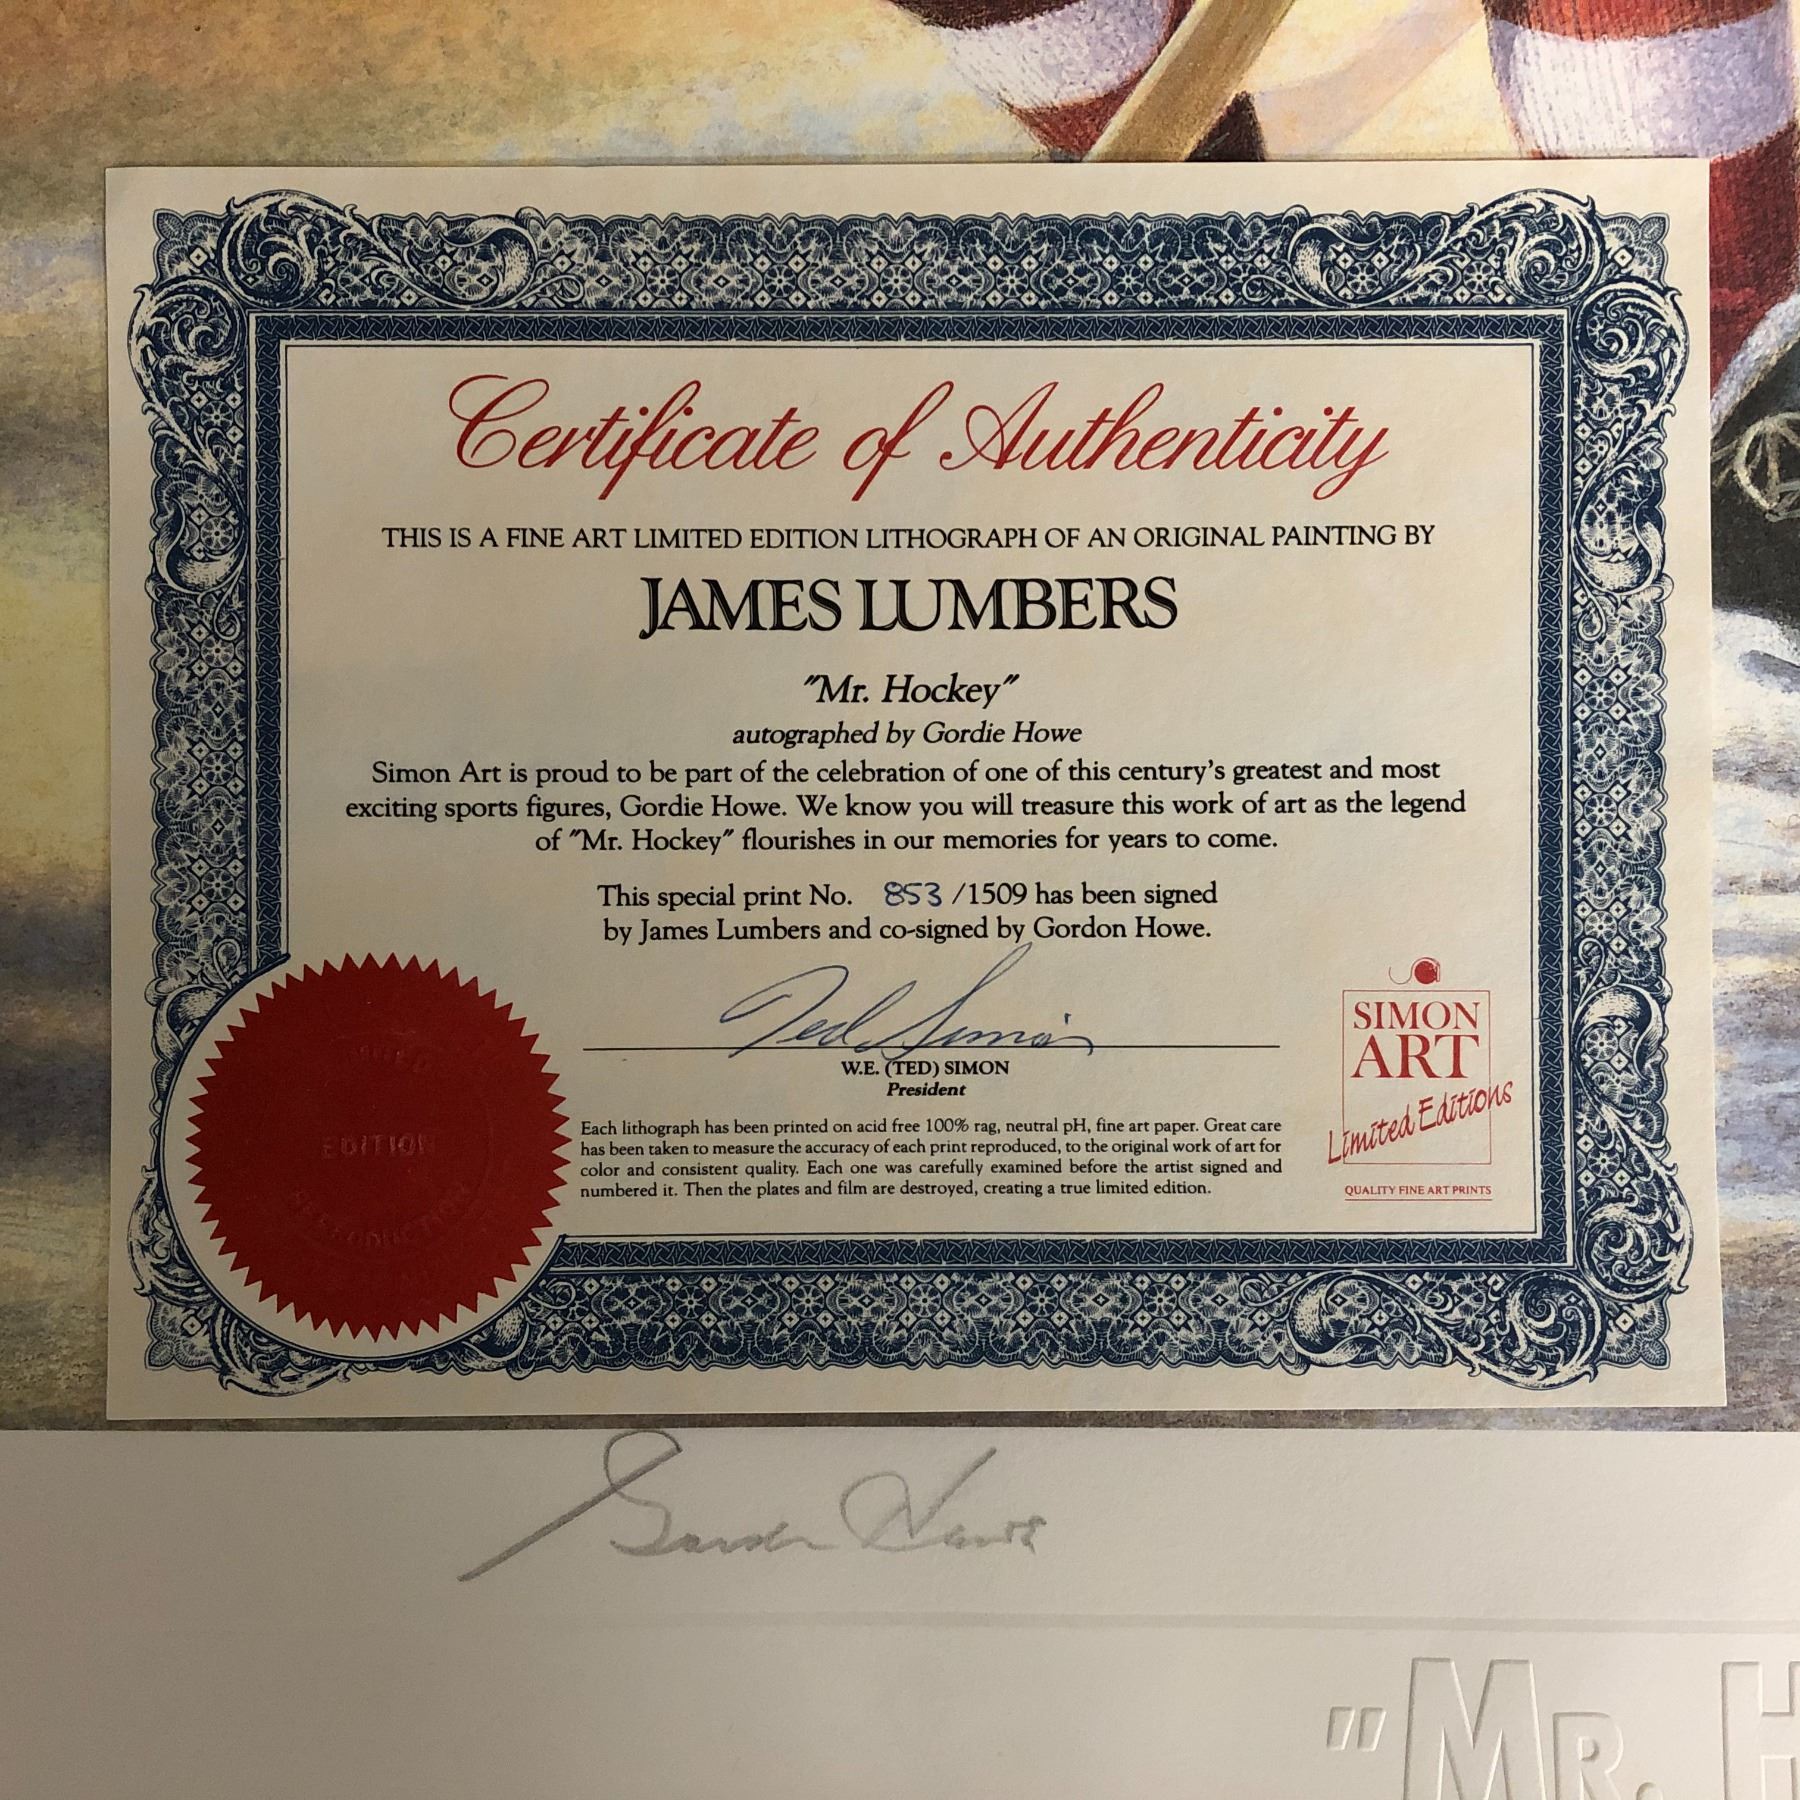 Certificate of Authenticity
THIS IS A FINE ART LIMITED EDITION LITHOGRAPH OF AN ORIGINAL PAINTING BY
JAMES LUMBERS
"Mr. Hockey"
autographed by Gordie Howe
Simon Art is proud to be part of the celebration of one of this century's greatest and most
exciting sports figures, Gordie Howe. We know you will treasure this work of art as the legend
of "Mr. Hockey" flourishes in our memories for years to come.
This special print No. 853 /1509 has been signed
by James Lumbers and co-signed by Gordon Howe.
Ted Simon
W.E. (TED) SIMON
President
Each lithograph has been printed on acid free 100% rag, neutral pH, fine art paper. Great care
has been taken to measure the accuracy of each print reproduced, to the original work of art for
color and consistent quality. Each one was carefully examined before the artist signed and
numbered it. Then the plates and film are destroyed, creating a true limited edition.
SIMON
ART
Limited Editions
QUALITY FINE ART PRINTS
EDITION
Gordie Howe
"MR. H